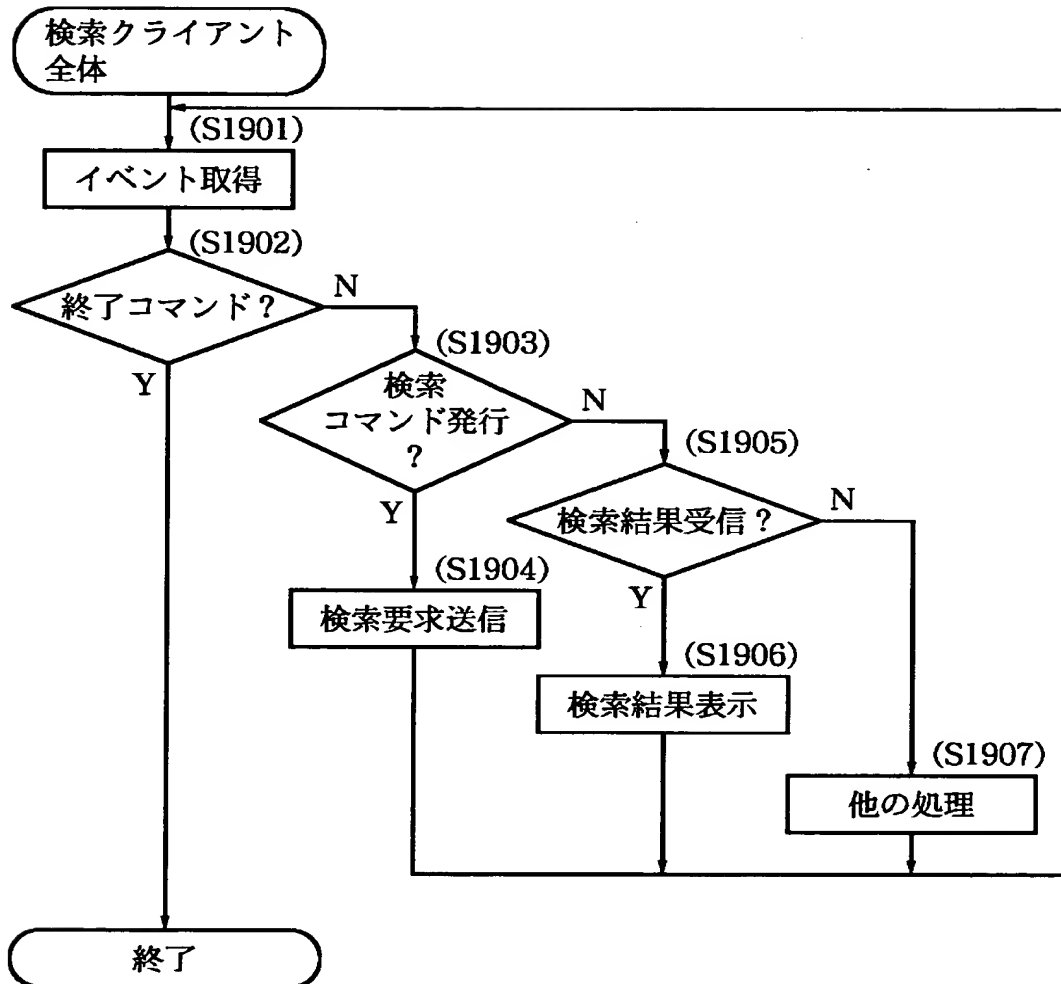 検索クライアント
全体
(S1901)
イベント取得
(S1902)
終了コマンド?
N
Y
(S1903)
検索
コマンド発行
?
N
Y
(S1905)
検索結果受信?
N
Y
(S1904)
検索要求送信
(S1906)
検索結果表示
(S1907)
他の処理
終了